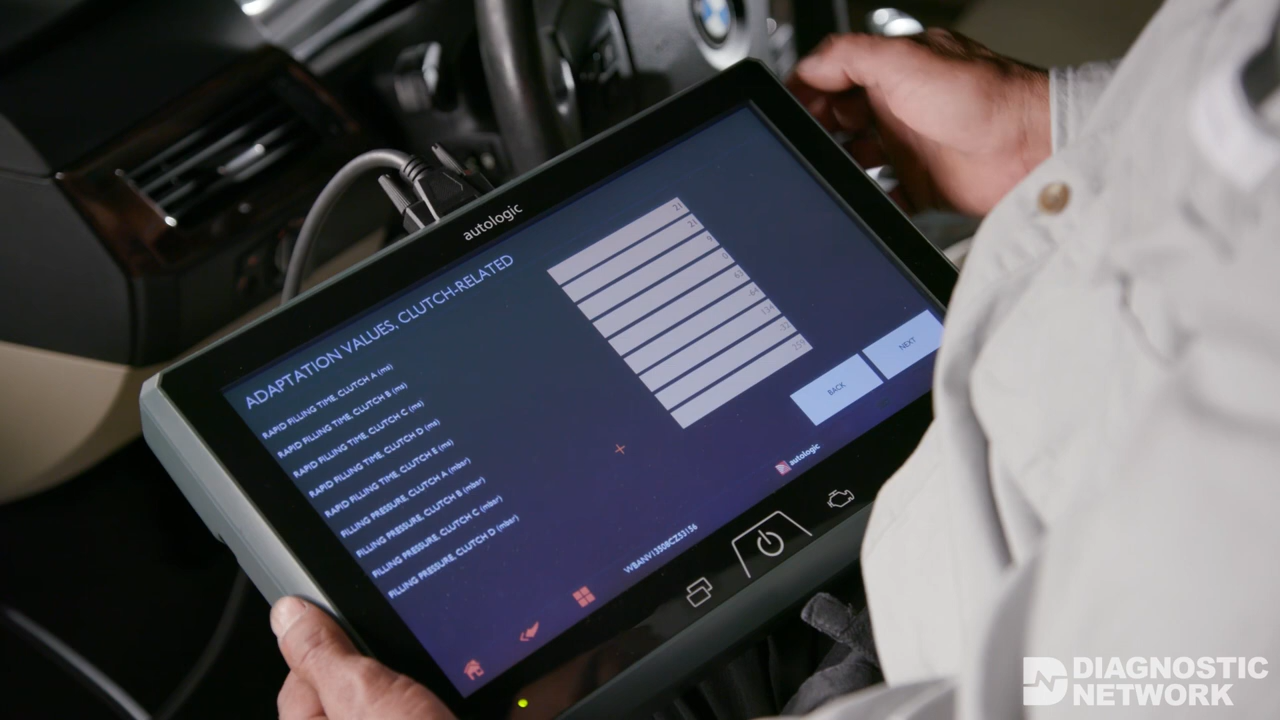 autologic
ADAPTATION VALUES, CLUTCH-RELATED
RAPID FILLING TIME, CLUTCH A (ms)
21
RAPID FILLING TIME, CLUTCH B (ms)
21
RAPID FILLING TIME, CLUTCH C (ms)
9
RAPID FILLING TIME, CLUTCH D (ms)
0
RAPID FILLING TIME, CLUTCH E (ms)
63
FILLING PRESSURE, CLUTCH A (mbar)
-64
FILLING PRESSURE, CLUTCH B (mbar)
FILLING PRESSURE, CLUTCH C (mbar)
FILLING PRESSURE, CLUTCH D (mbar)
BACK
NEXT
autologic
DIAGNOSTIC
NETWORK